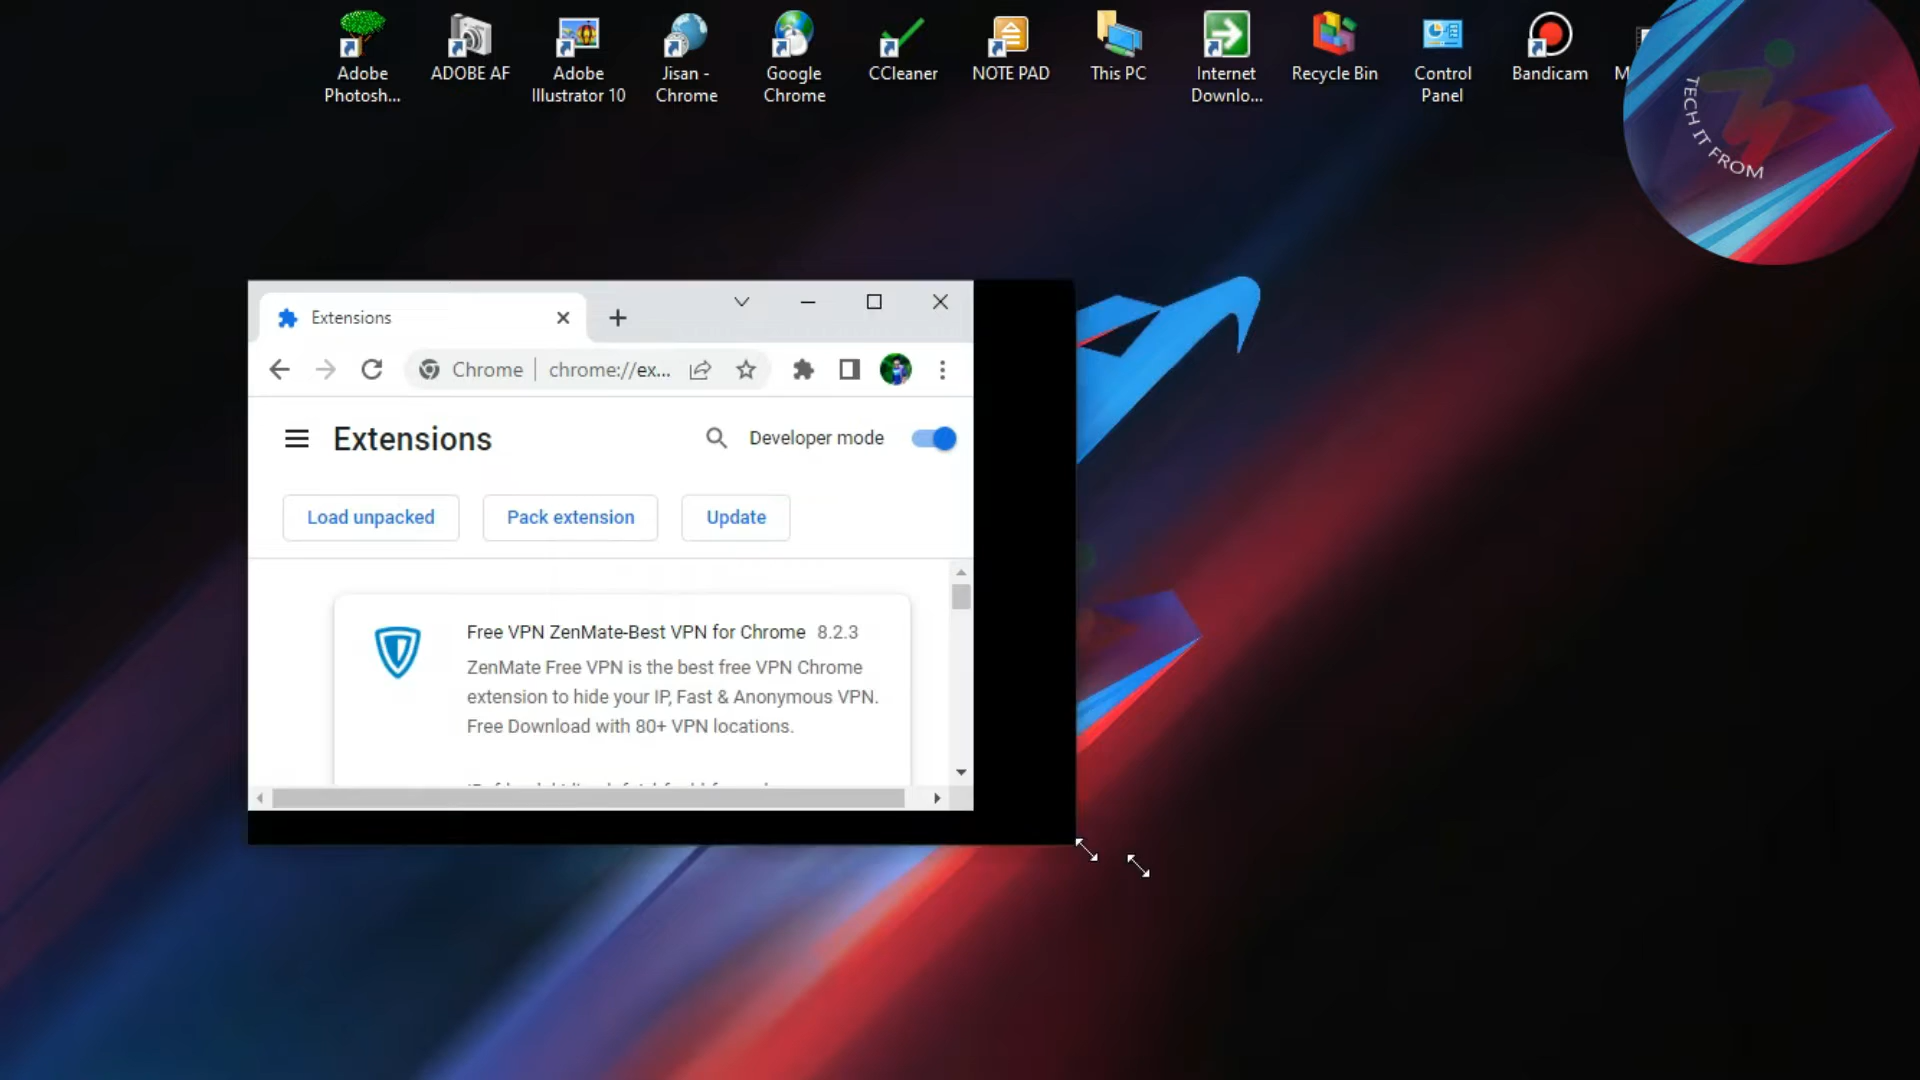 Adobe
Photosh...
ADOBE AF
Adobe
Illustrator 10
Jisan -
Chrome
Google
Chrome
CCleaner
NOTE PAD
This PC
Internet
Downlo...
Recycle Bin
Control
Panel
Bandicam
M
TECH IT FROM
Extensions
Chrome
chrome://ex...
Extensions
Developer mode
Load unpacked
Pack extension
Update
Free VPN ZenMate-Best VPN for Chrome 8.2.3
ZenMate Free VPN is the best free VPN Chrome
extension to hide your IP, Fast & Anonymous VPN.
Free Download with 80+ VPN locations.